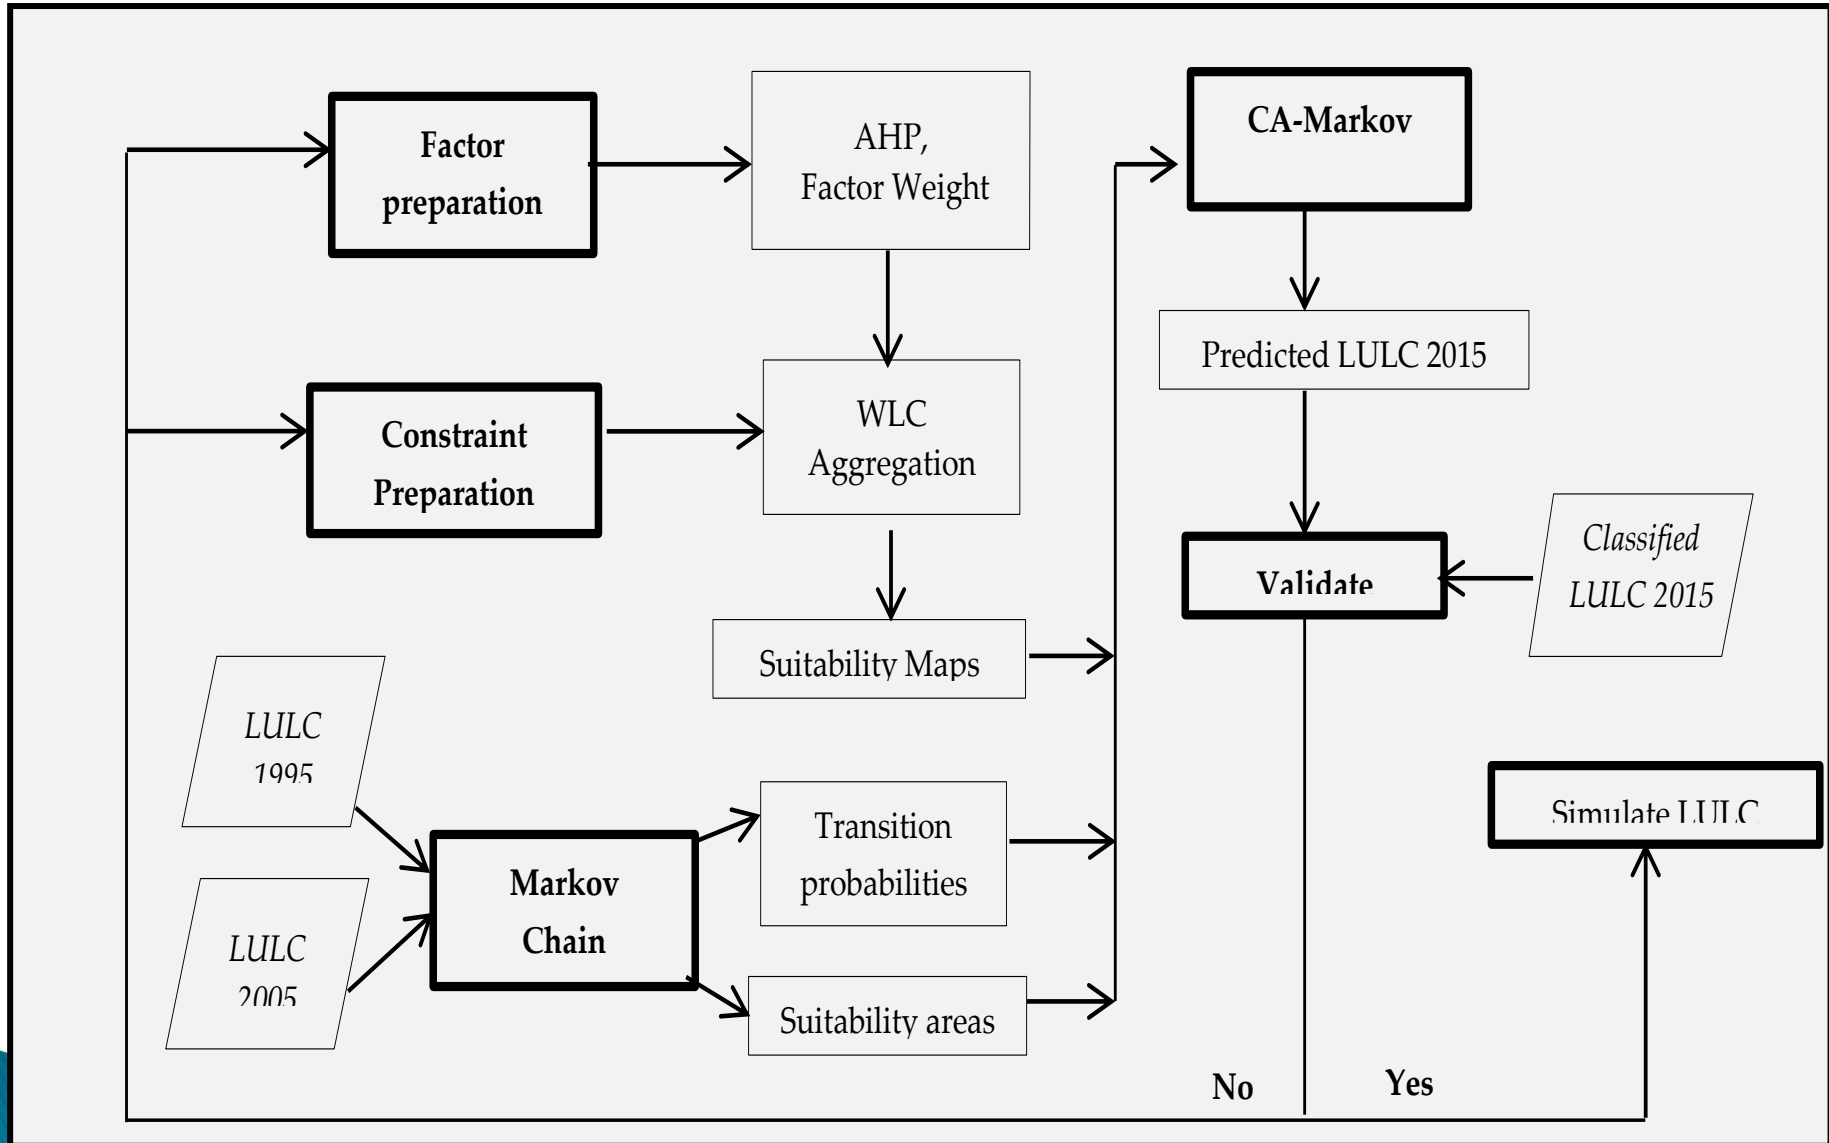 Factor
preparation
AHP,
Factor Weight
CA-Markov
Predicted LULC 2015
Constraint
Preparation
WLC
Aggregation
Validate
Classified
LULC 2015
Suitability Maps
LULC
1995
Simulate LULC
Transition
probabilities
Markov
Chain
LULC
2005
Suitability areas
No
Yes